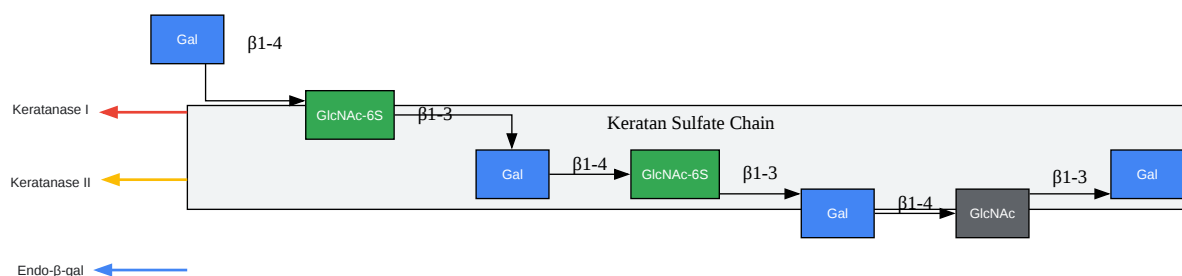 Gal
β1-4
Keratanase I
GlcNAc-6S
β1-3
Keratan Sulfate Chain
Gal
β1-4
GlcNAc-6S
β1-3
Gal
β1-4
GlcNAc
β1-3
Gal
Keratanase II
Endo-β-gal